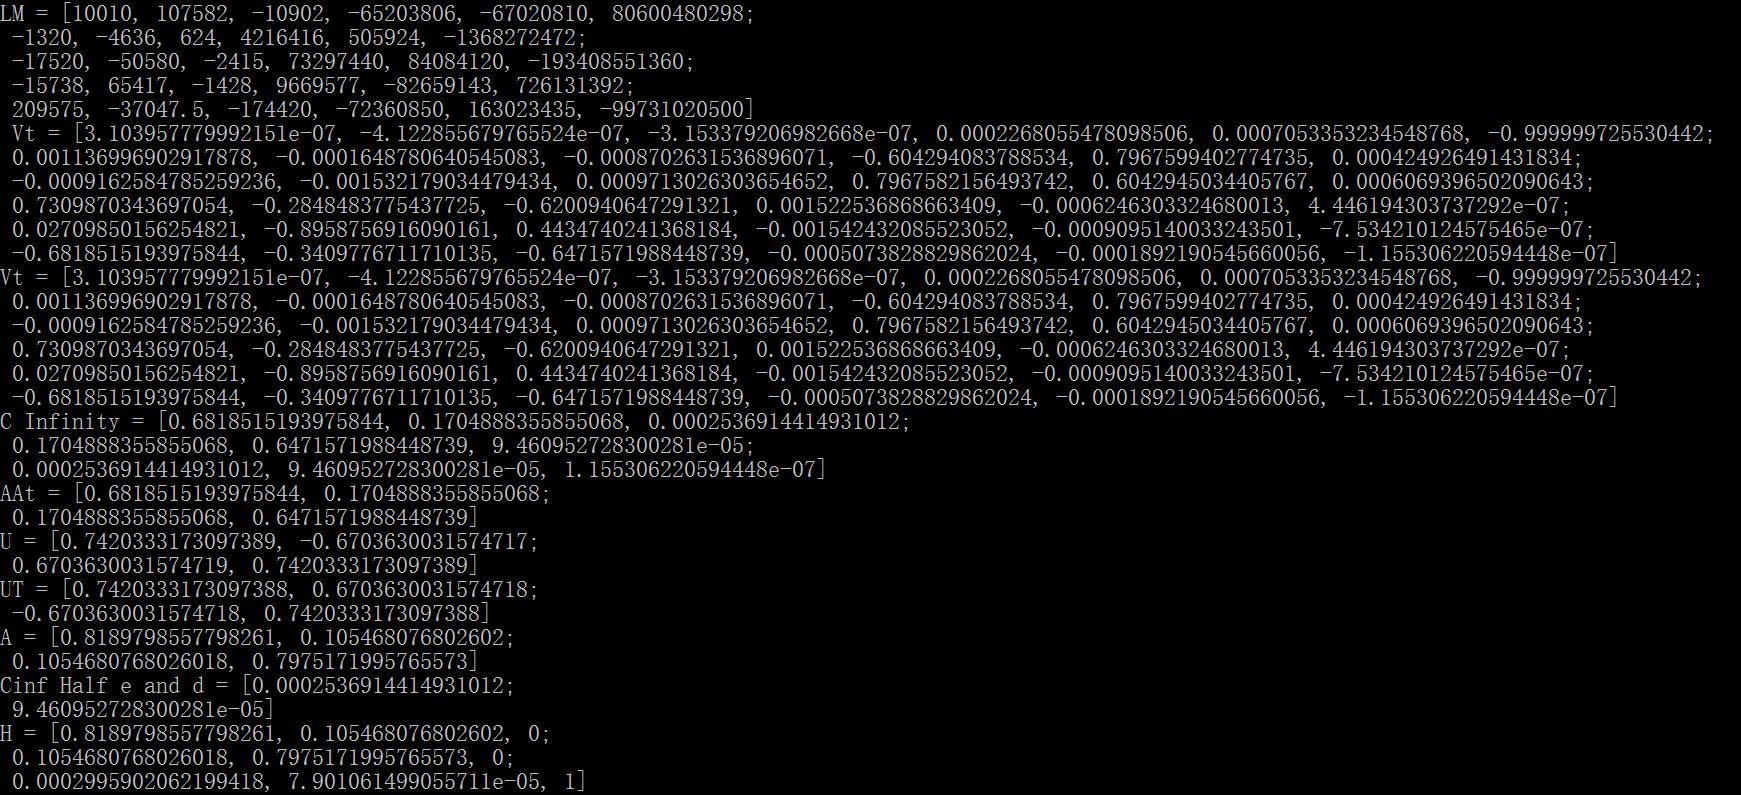 LM = [10010, 107582, -10902, -65203806, -67020810, 80600480298;
-1320, -4636, 624, 4216416, 505924, -1368272472;
-17520, -50580, -2415, 73297440, 84084120, -193408551360;
-15738, 65417, -1428, 9669577, -82659143, 726131392;
209575, -37047.5, -174420, -72360850, 163023435, -99731020500]
Vt = [3.103957779992151e-07, -4.122855679765524e-07, -3.153379206982668e-07, 0.0002268055478098506, 0.0007053353234548768, -0.999999725530442;
0.001136996902917878, -0.0001648780640545083, -0.0008702631536896071, -0.604294083788534, 0.7967599402774735, 0.000424926491431834;
-0.0009162584785259236, -0.001532179034479434, 0.0009713026303654652, 0.7967582156493742, 0.6042945034405767, 0.0006069396502090643;
0.7309870343697054, -0.2848483775437725, -0.6200940647291321, 0.001522536868663409, -0.0006246303324680013, 4.446194303737292e-07;
0.02709850156254821, -0.8958756916090161, 0.4434740241368184, -0.001542432085523052, -0.0009095140033243501, -7.534210124575465e-07;
-0.6818515193975844, -0.3409776711710135, -0.6471571988448739, -0.0005073828829862024, -0.0001892190545660056, -1.155306220594448e-07]
Vt = [3.103957779992151e-07, -4.122855679765524e-07, -3.153379206982668e-07, 0.0002268055478098506, 0.0007053353234548768, -0.999999725530442;
0.001136996902917878, -0.0001648780640545083, -0.0008702631536896071, -0.604294083788534, 0.7967599402774735, 0.000424926491431834;
-0.0009162584785259236, -0.001532179034479434, 0.0009713026303654652, 0.7967582156493742, 0.6042945034405767, 0.0006069396502090643;
0.7309870343697054, -0.2848483775437725, -0.6200940647291321, 0.001522536868663409, -0.0006246303324680013, 4.446194303737292e-07;
0.02709850156254821, -0.8958756916090161, 0.4434740241368184, -0.001542432085523052, -0.0009095140033243501, -7.534210124575465e-07;
-0.6818515193975844, -0.3409776711710135, -0.6471571988448739, -0.0005073828829862024, -0.0001892190545660056, -1.155306220594448e-07]
C Infinity = [0.6818515193975844, 0.1704888355855068, 0.0002536914414931012;
0.1704888355855068, 0.6471571988448739, 9.460952728300281e-05;
0.0002536914414931012, 9.460952728300281e-05, 1.155306220594448e-07]
AAt = [0.6818515193975844, 0.1704888355855068;
0.1704888355855068, 0.6471571988448739]
U = [0.7420333173097389, -0.6703630031574717;
0.6703630031574719, 0.7420333173097389]
UT = [0.7420333173097388, 0.6703630031574718;
-0.6703630031574718, 0.7420333173097388]
A = [0.8189798557798261, 0.105468076802602;
0.1054680768026018, 0.7975171995765573]
Cinf Half e and d = [0.0002536914414931012;
9.460952728300281e-05]
H = [0.8189798557798261, 0.105468076802602, 0;
0.1054680768026018, 0.7975171995765573, 0;
0.0002995902062199418, 7.901061499055711e-05, 1]